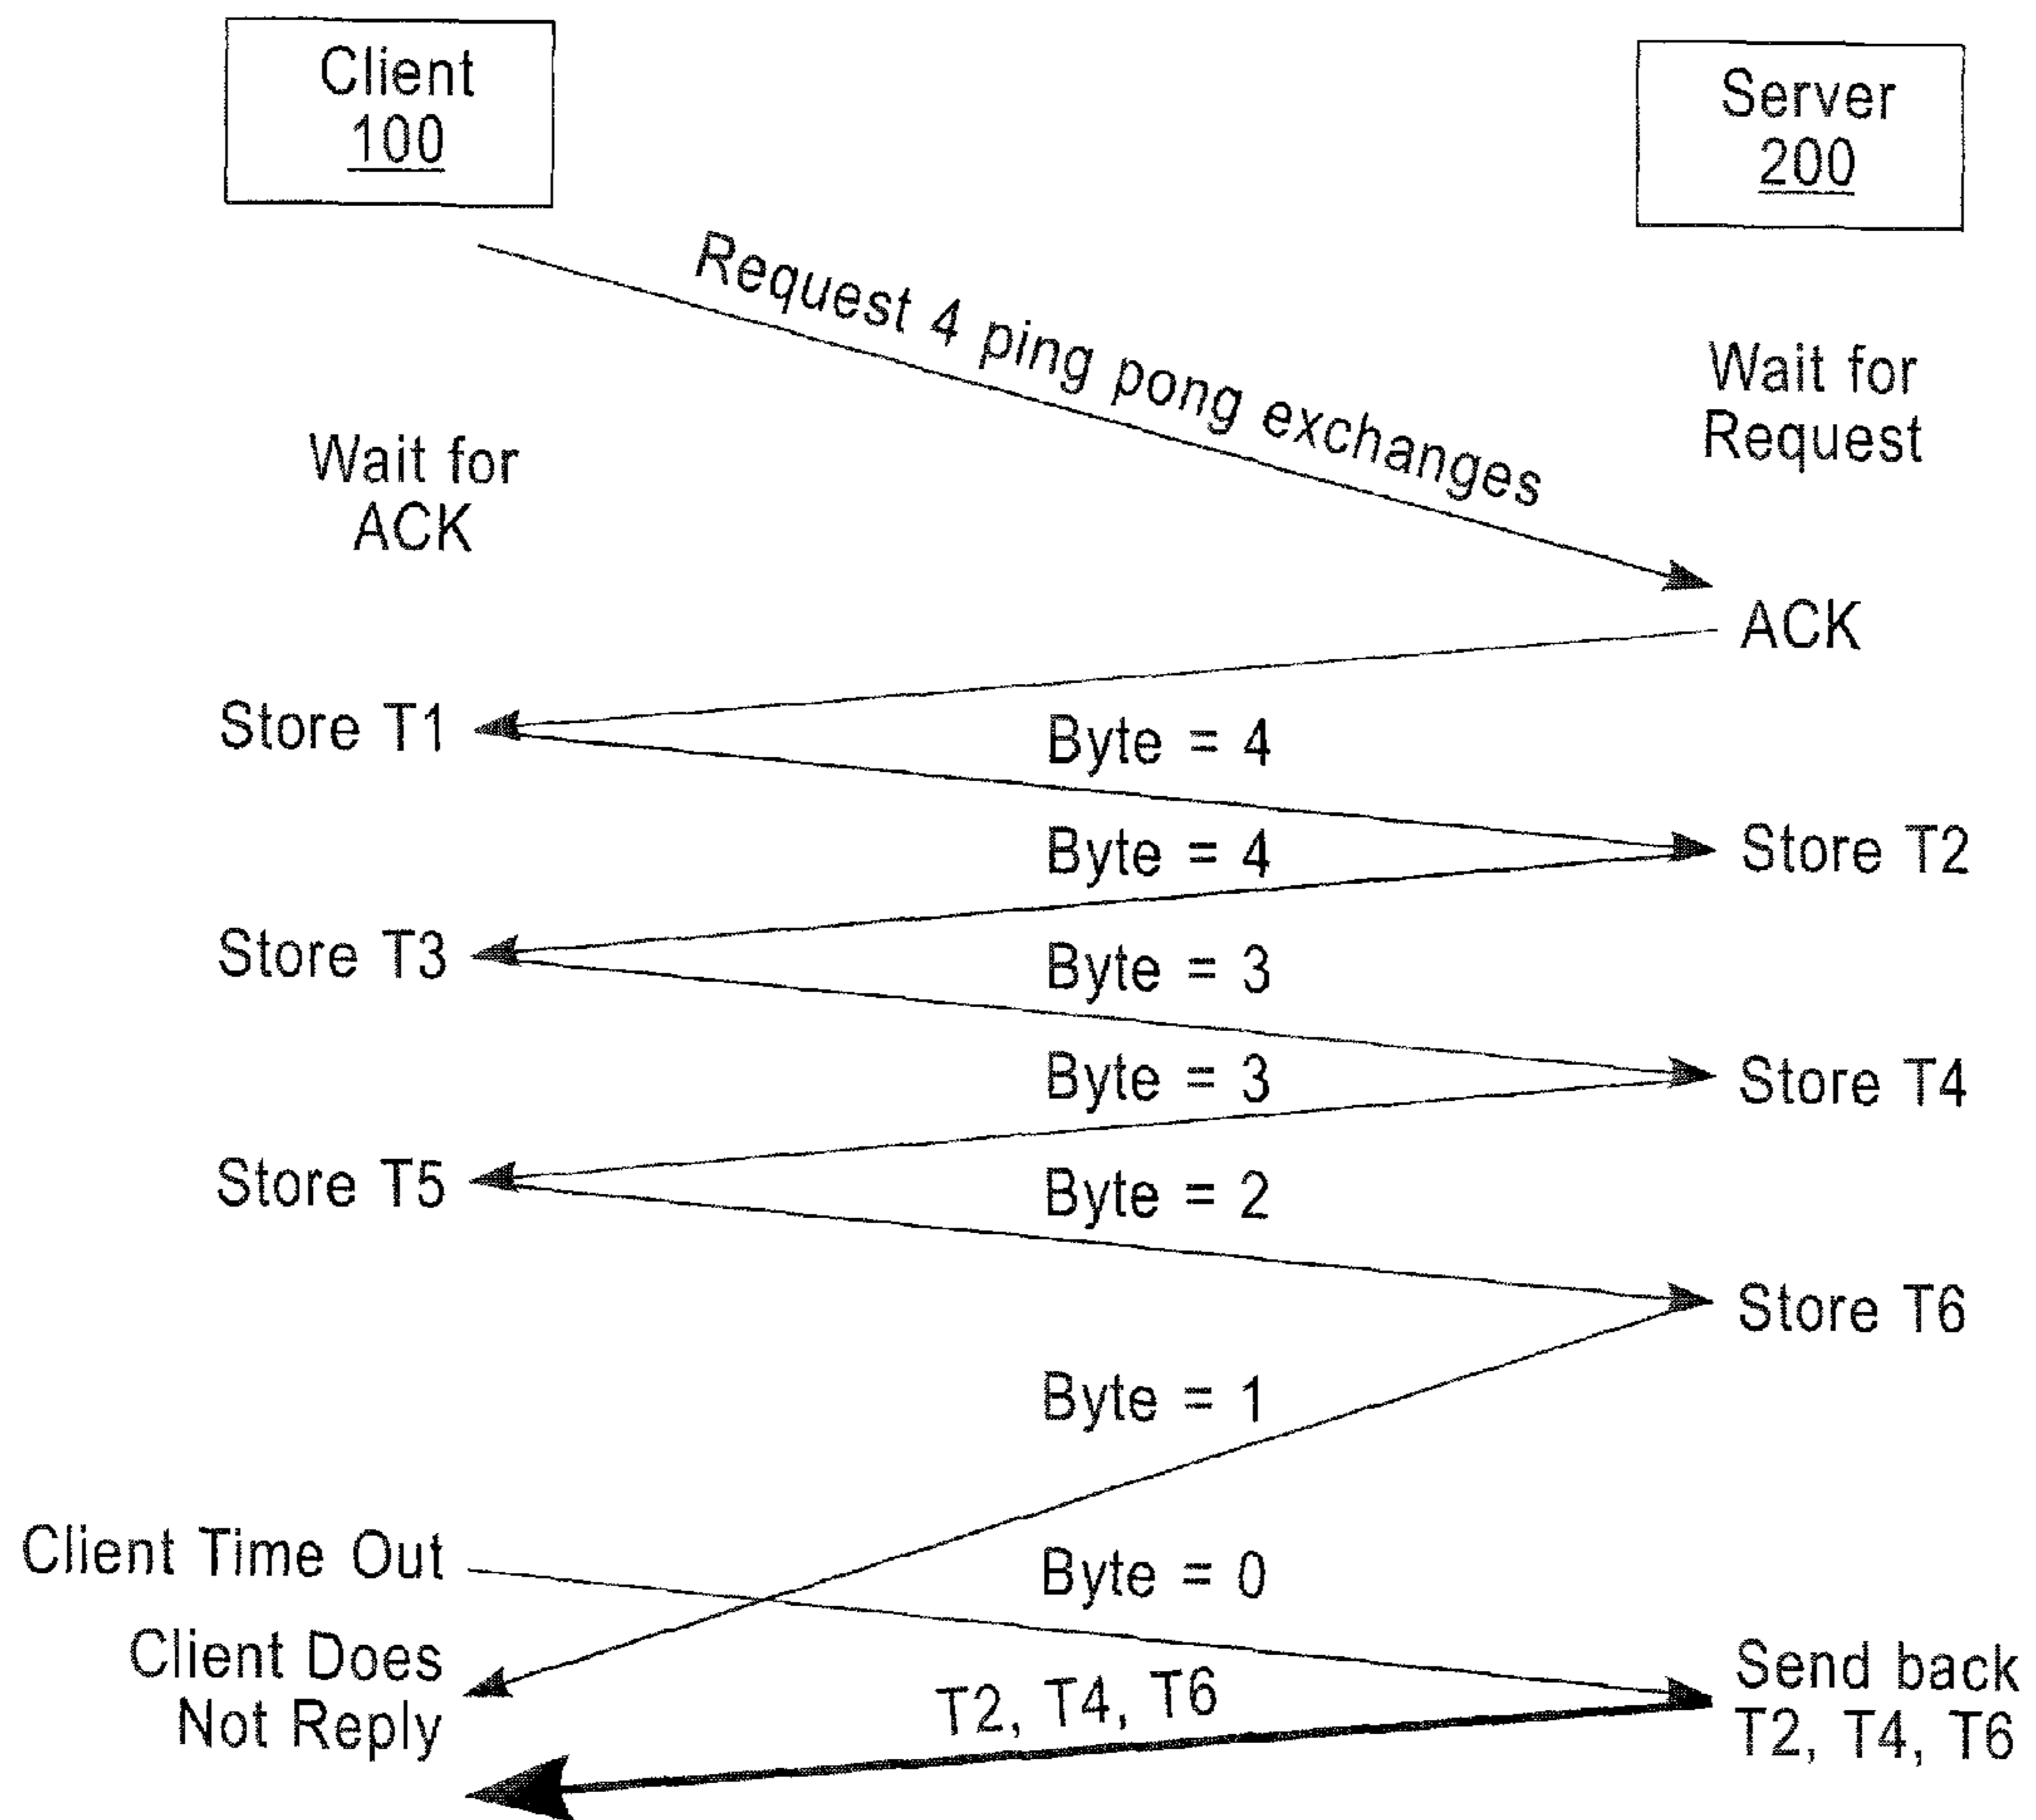 Client
100
Server
200
Request 4 ping pong exchanges
Wait for
Request
Wait for
ACK
ACK
Store T1
Byte = 4
Byte = 4
Store T2
Store T3
Byte = 3
Byte = 3
Store T4
Store T5
Byte = 2
Store T6
Byte = 1
Client Time Out
Byte = 0
Client Does
Not Reply
T2, T4, T6
Send back
T2, T4, T6